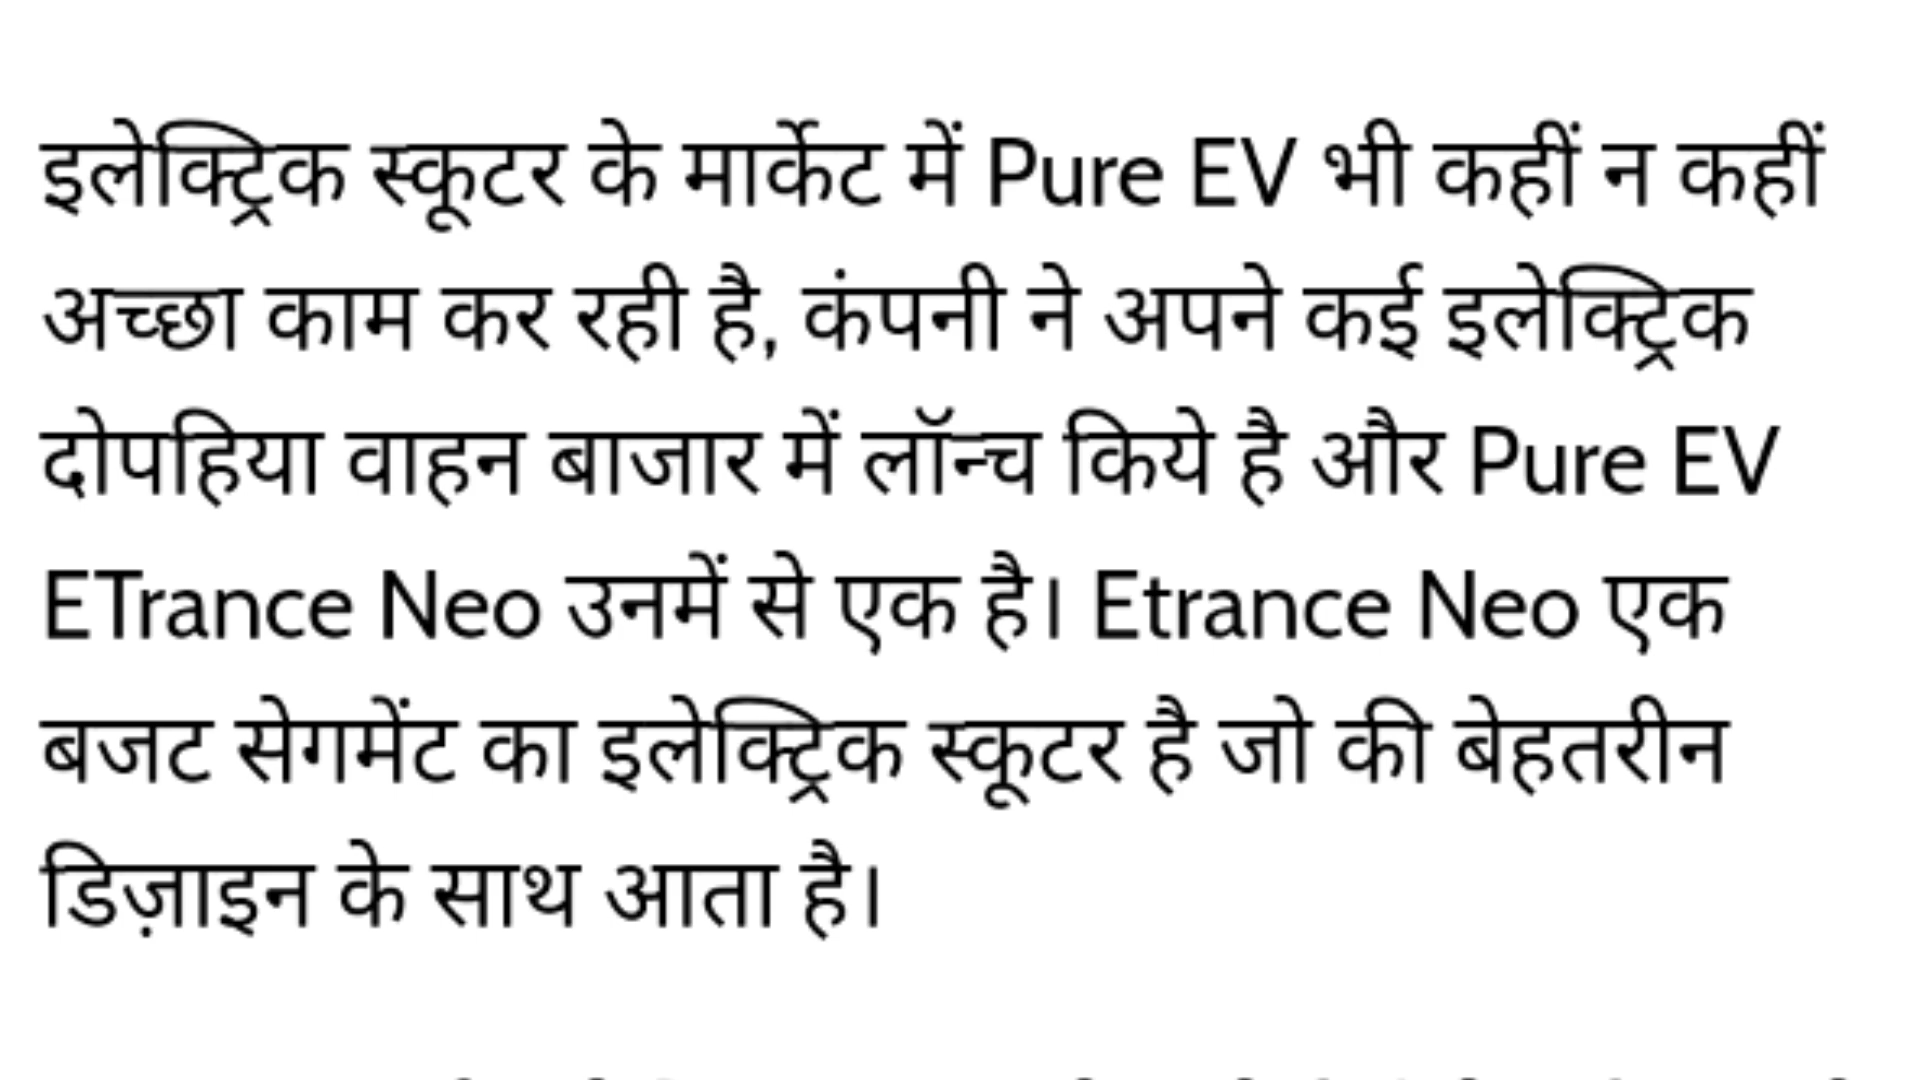 इलेक्ट्रिक स्कूटर के मार्केट में Pure EV भी कहीं न कहीं
अच्छा काम कर रही है, कंपनी ने अपने कई इलेक्ट्रिक
दोपहिया वाहन बाजार में लॉन्च किये है और Pure EV
ETrance Neo उनमें से एक है। Etrance Neo एक
बजट सेगमेंट का इलेक्ट्रिक स्कूटर है जो की बेहतरीन
डिज़ाइन के साथ आता है।